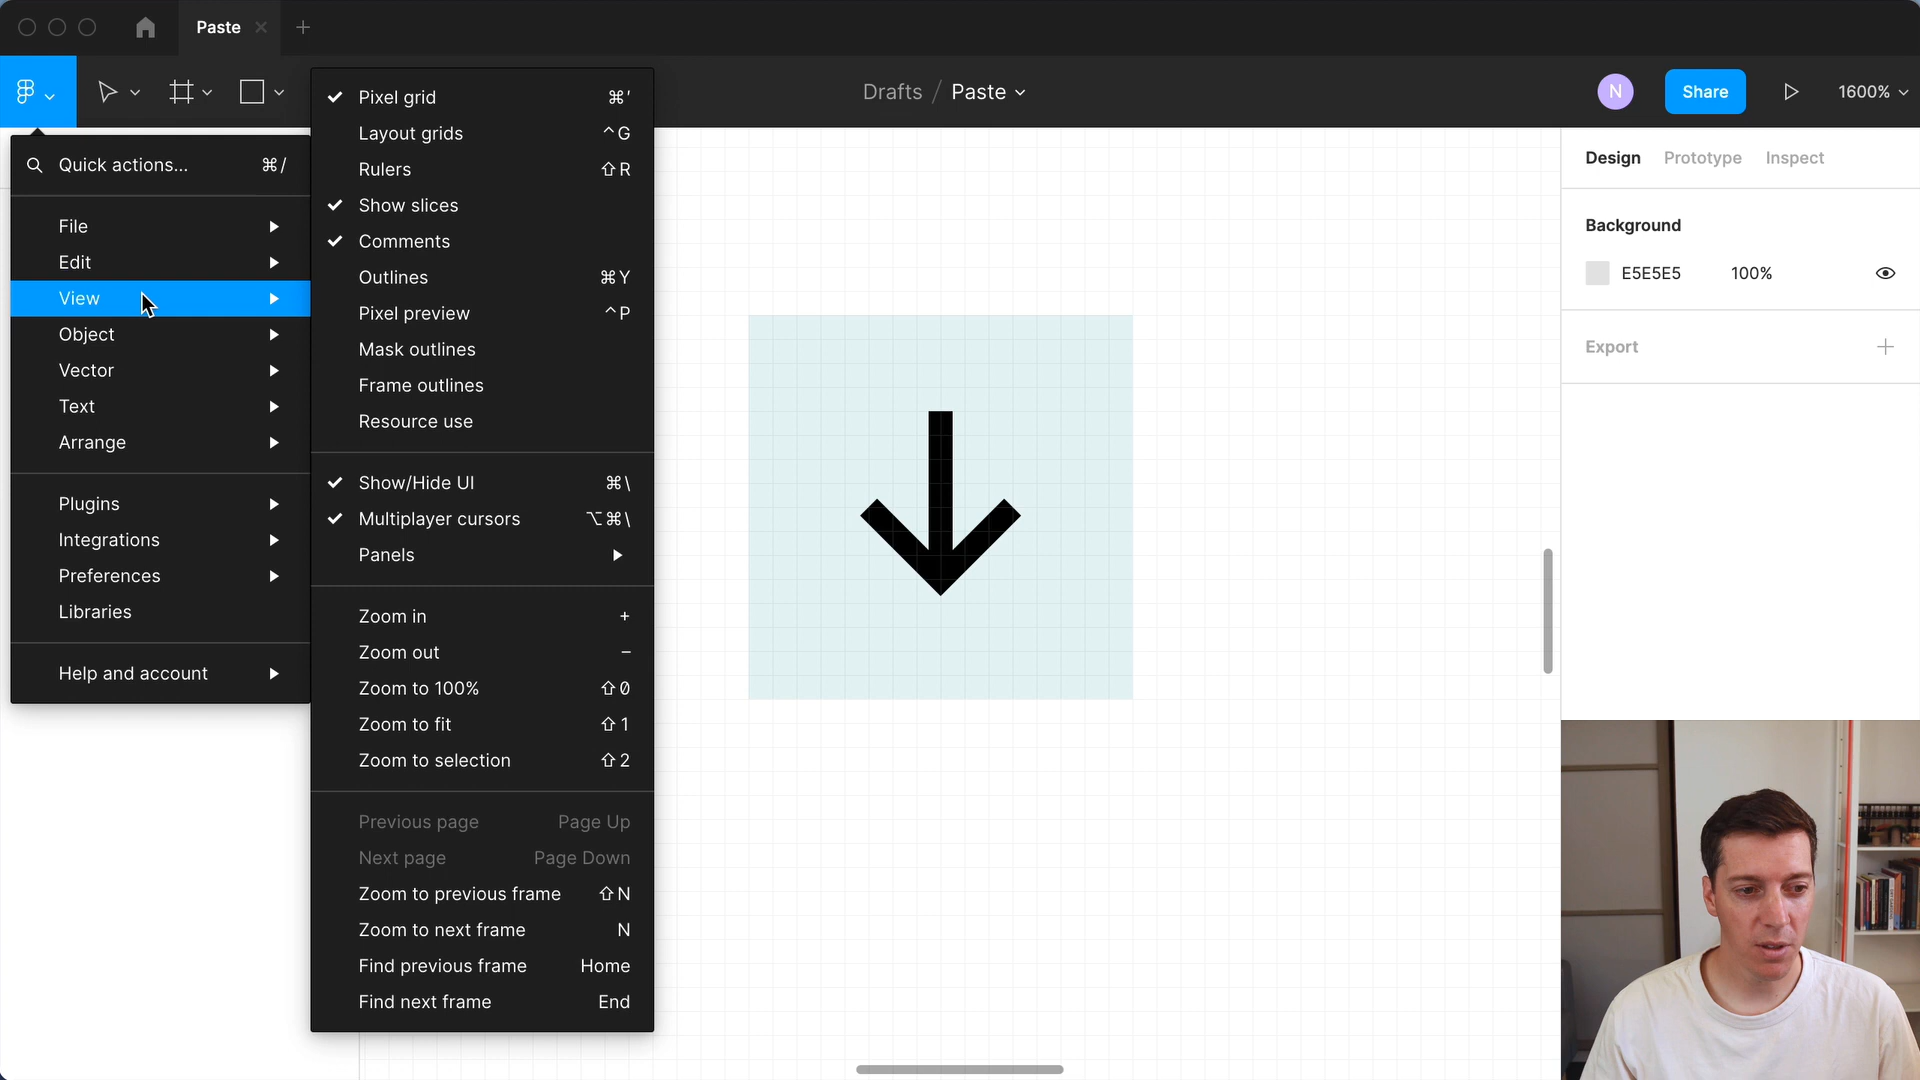 Paste
Drafts / Paste
N
Share
1600%
Quick actions... ⌘/
File
Edit
View
Object
Vector
Text
Arrange
Plugins
Integrations
Preferences
Libraries
Help and account
Pixel grid ⌘'
Layout grids ^G
Rulers ⇧R
Show slices
Comments
Outlines ⌘Y
Pixel preview ^P
Mask outlines
Frame outlines
Resource use
Show/Hide UI ⌘\
Multiplayer cursors ⌥⌘\
Panels
Zoom in +
Zoom out −
Zoom to 100% ⇧0
Zoom to fit ⇧1
Zoom to selection ⇧2
Previous page Page Up
Next page Page Down
Zoom to previous frame ⇧N
Zoom to next frame N
Find previous frame Home
Find next frame End
Design Prototype Inspect
Background
E5E5E5 100%
Export